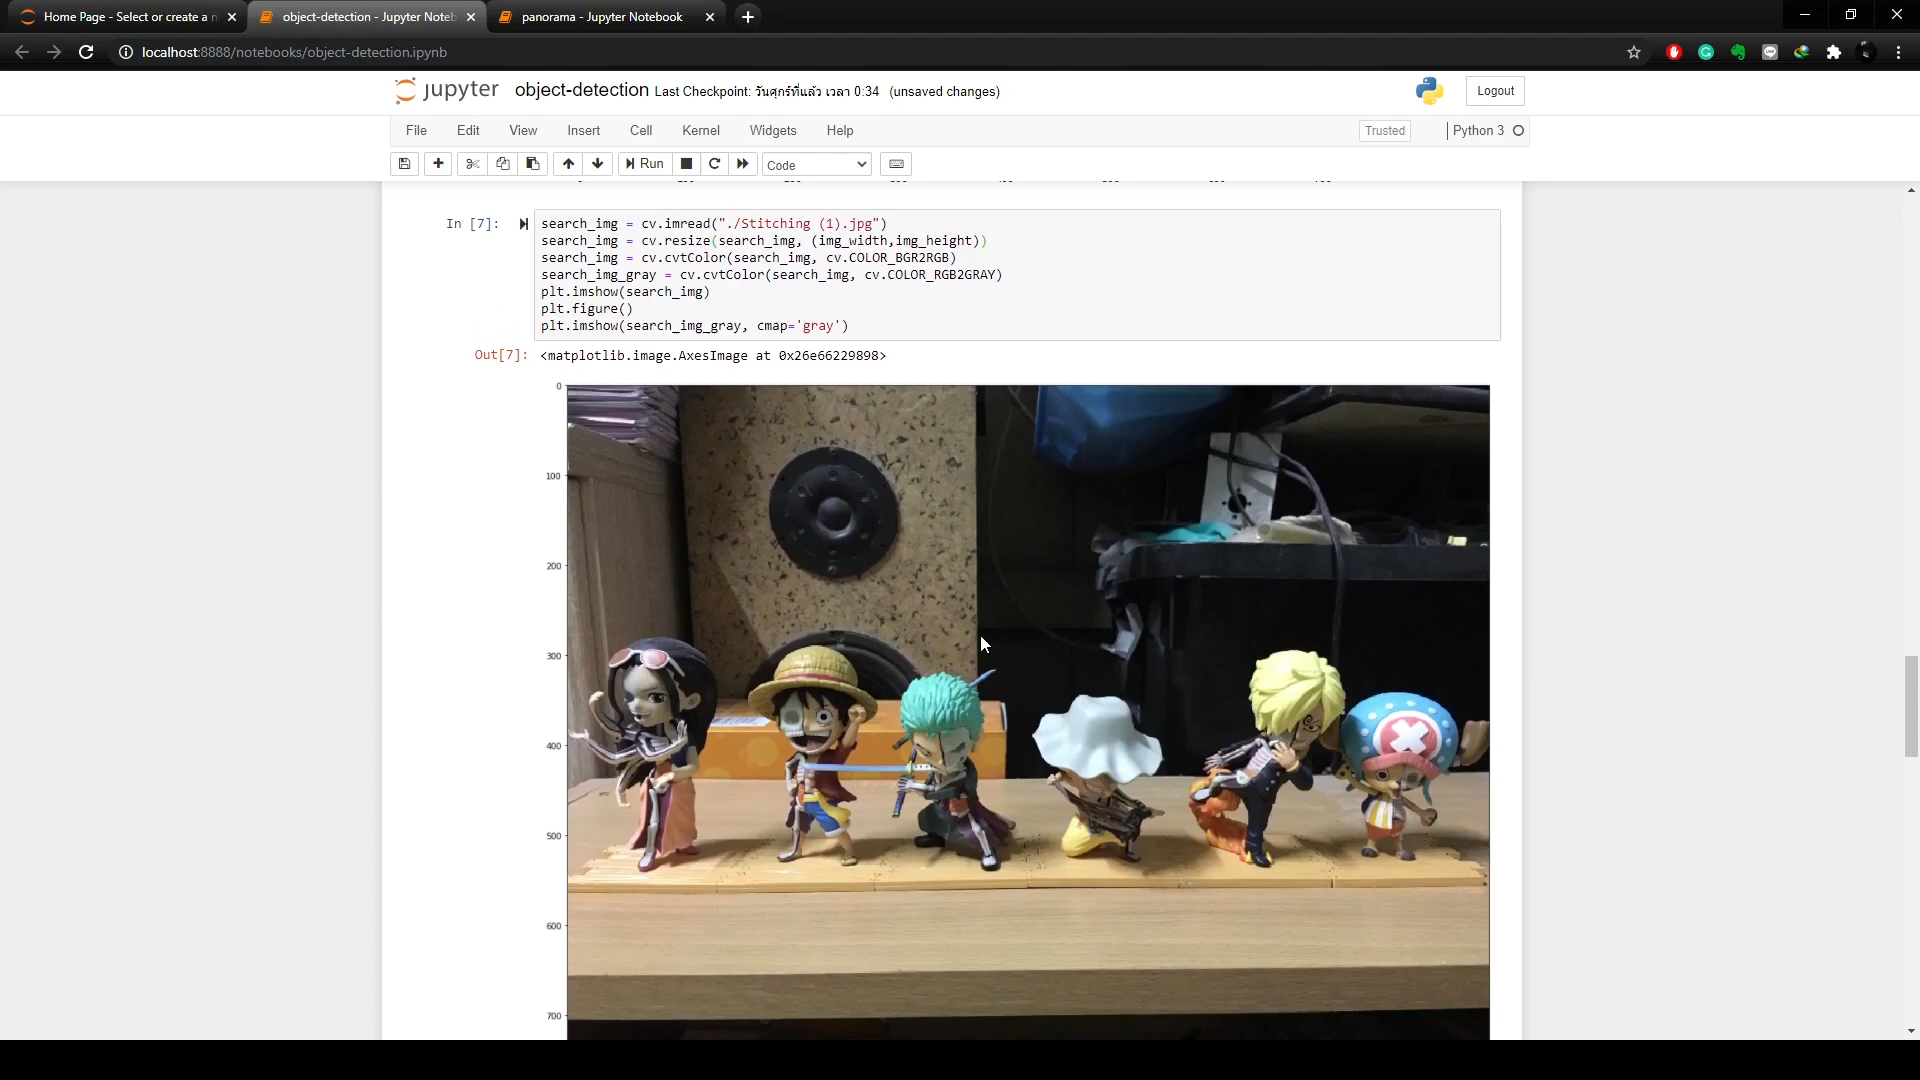 Home Page - Select or create a n
object-detection - Jupyter Noteb
panorama - Jupyter Notebook
localhost:8888/notebooks/object-detection.ipynb
jupyter
object-detection Last Checkpoint: วันศุกร์ที่แล้ว เวลา 0:34 (unsaved changes)
Logout
File Edit View Insert Cell Kernel Widgets Help
Trusted
Python 3
Run
Code
In [7]:
search_img = cv.imread("./Stitching (1).jpg")
search_img = cv.resize(search_img, (img_width,img_height))
search_img = cv.cvtColor(search_img, cv.COLOR_BGR2RGB)
search_img_gray = cv.cvtColor(search_img, cv.COLOR_RGB2GRAY)
plt.imshow(search_img)
plt.figure()
plt.imshow(search_img_gray, cmap='gray')
Out[7]:
<matplotlib.image.AxesImage at 0x26e66229898>
0
100
200
300
400
500
600
700